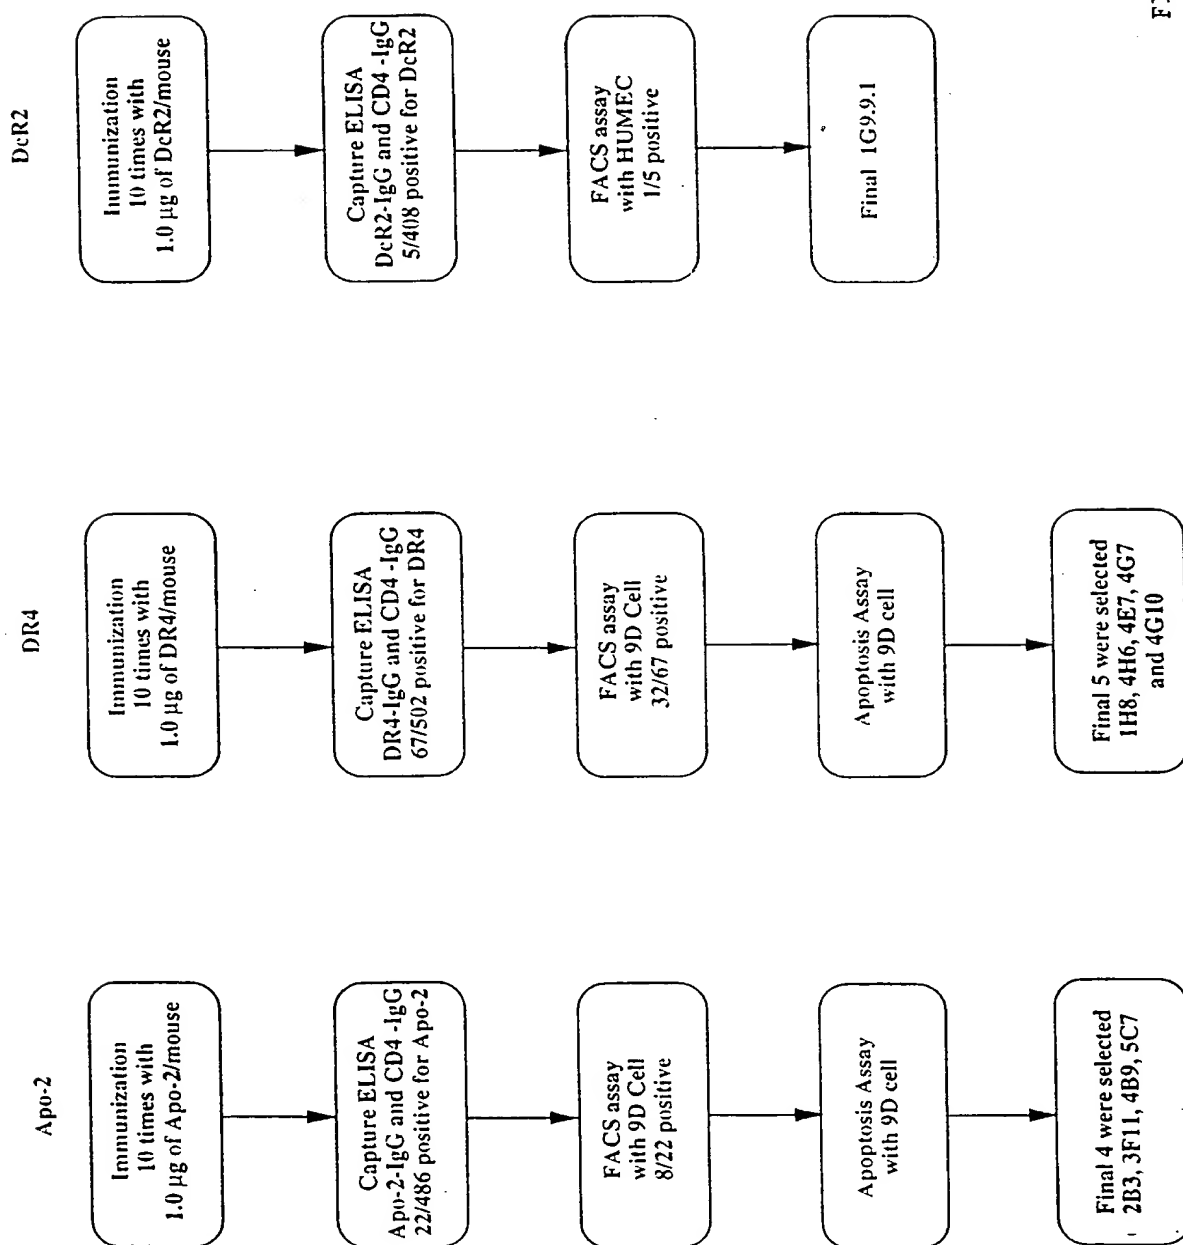 Apo-2
Immunization
10 times with
1.0 µg of Apo-2/mouse
Capture ELISA
Apo-2-IgG and CD4 -IgG
22/486 positive for Apo-2
FACS assay
with 9D Cell
8/22 positive
Apoptosis Assay
with 9D cell
Final 4 were selected
2B3, 3F11, 4B9, 5C7
DR4
Immunization
10 times with
1.0 µg of DR4/mouse
Capture ELISA
DR4-IgG and CD4 -IgG
67/502 positive for DR4
FACS assay
with 9D Cell
32/67 positive
Apoptosis Assay
with 9D cell
Final 5 were selected
1H8, 4H6, 4E7, 4G7
and 4G10
DcR2
Immunization
10 times with
1.0 µg of DcR2/mouse
Capture ELISA
DcR2-IgG and CD4 -IgG
5/408 positive for DcR2
FACS assay
with HUMEC
1/5 positive
Final 1G9.9.1